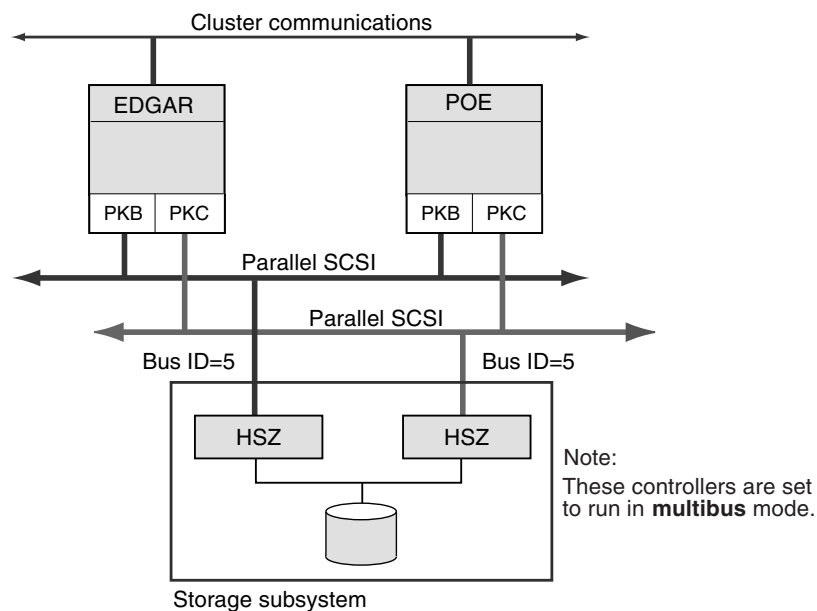 Cluster communications
EDGAR
POE
PKB
PKC
PKB
PKC
Parallel SCSI
Parallel SCSI
Bus ID=5
Bus ID=5
HSZ
HSZ
Note:
These controllers are set
to run in multibus mode.
Storage subsystem